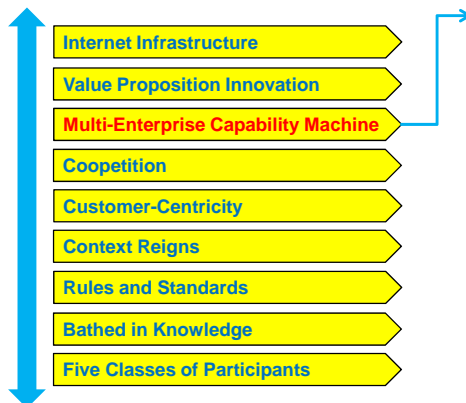 Internet Infrastructure
Value Proposition Innovation
Multi-Enterprise Capability Machine
Coopetition
Customer-Centricity
Context Reigns
Rules and Standards
Bathed in Knowledge
Five Classes of Participants